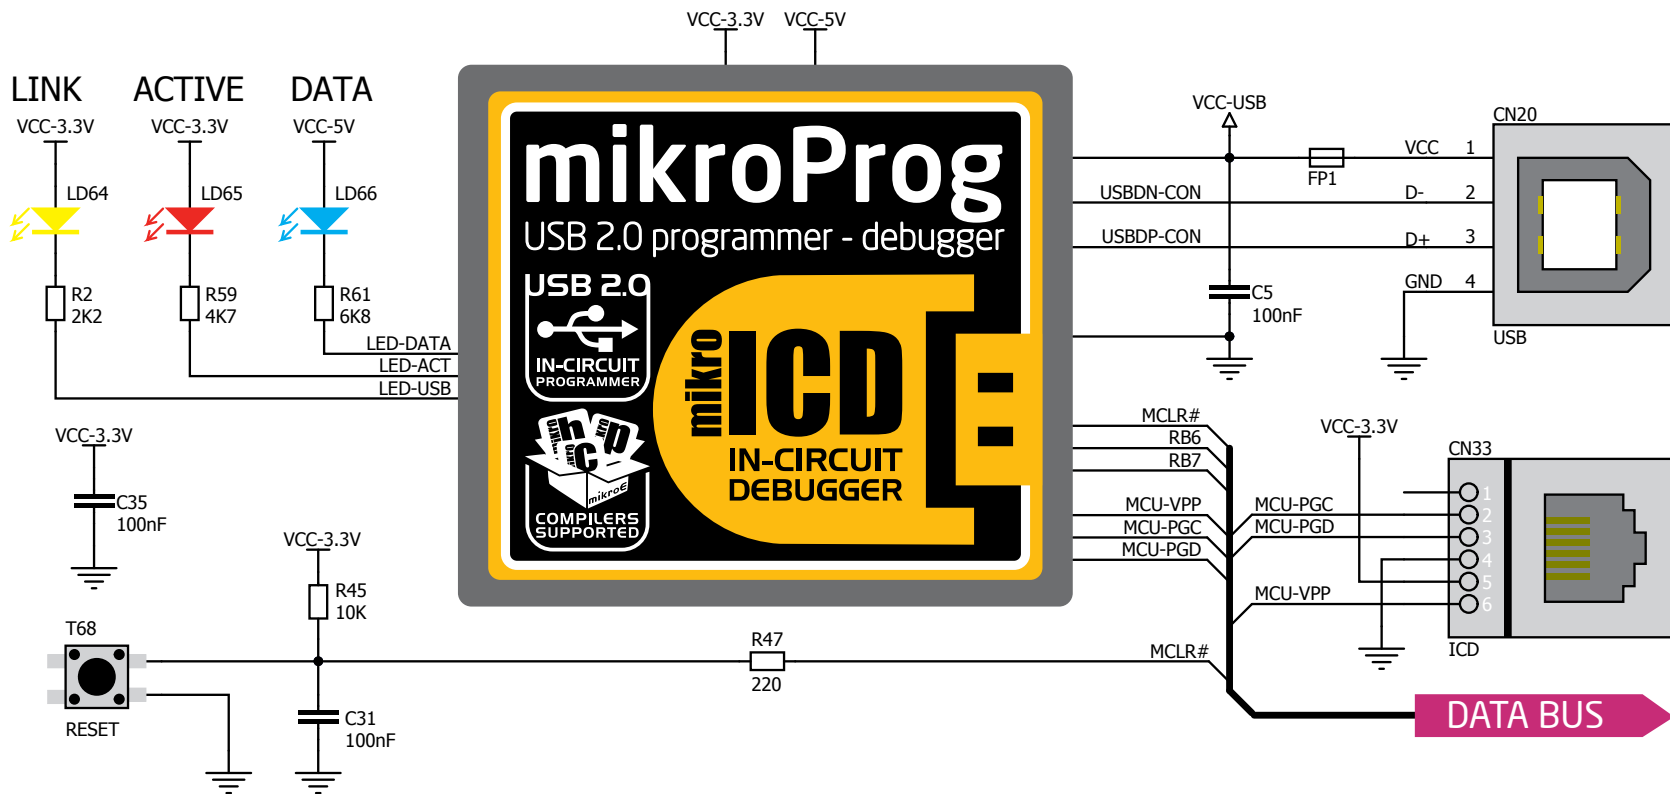 VCC-3.3V VCC-5V
LINK ACTIVE DATA
VCC-3.3V VCC-3.3V VCC-5V
LD64 LD65 LD66
R2 R59 R61
2K2 4K7 6K8
LED-DATA
LED-ACT
LED-USB
mikroProg
USB 2.0 programmer - debugger
USB 2.0
IN-CIRCUIT
PROGRAMMER
mikro
ICD
IN-CIRCUIT
DEBUGGER
h
p
c
mikroE
COMPILERS
SUPPORTED
VCC-USB
CN20
VCC 1
FP1
USBDN-CON D- 2
USBDP-CON D+ 3
GND 4
C5
100nF
USB
MCLR#
RB6
RB7
MCU-VPP
MCU-PGC
MCU-PGD
VCC-3.3V
CN33
MCU-PGC
MCU-PGD
MCU-VPP
1
2
3
4
5
6
ICD
VCC-3.3V
C35
100nF
VCC-3.3V
R45
10K
T68
RESET
R47
220
MCLR#
C31
100nF
DATA BUS